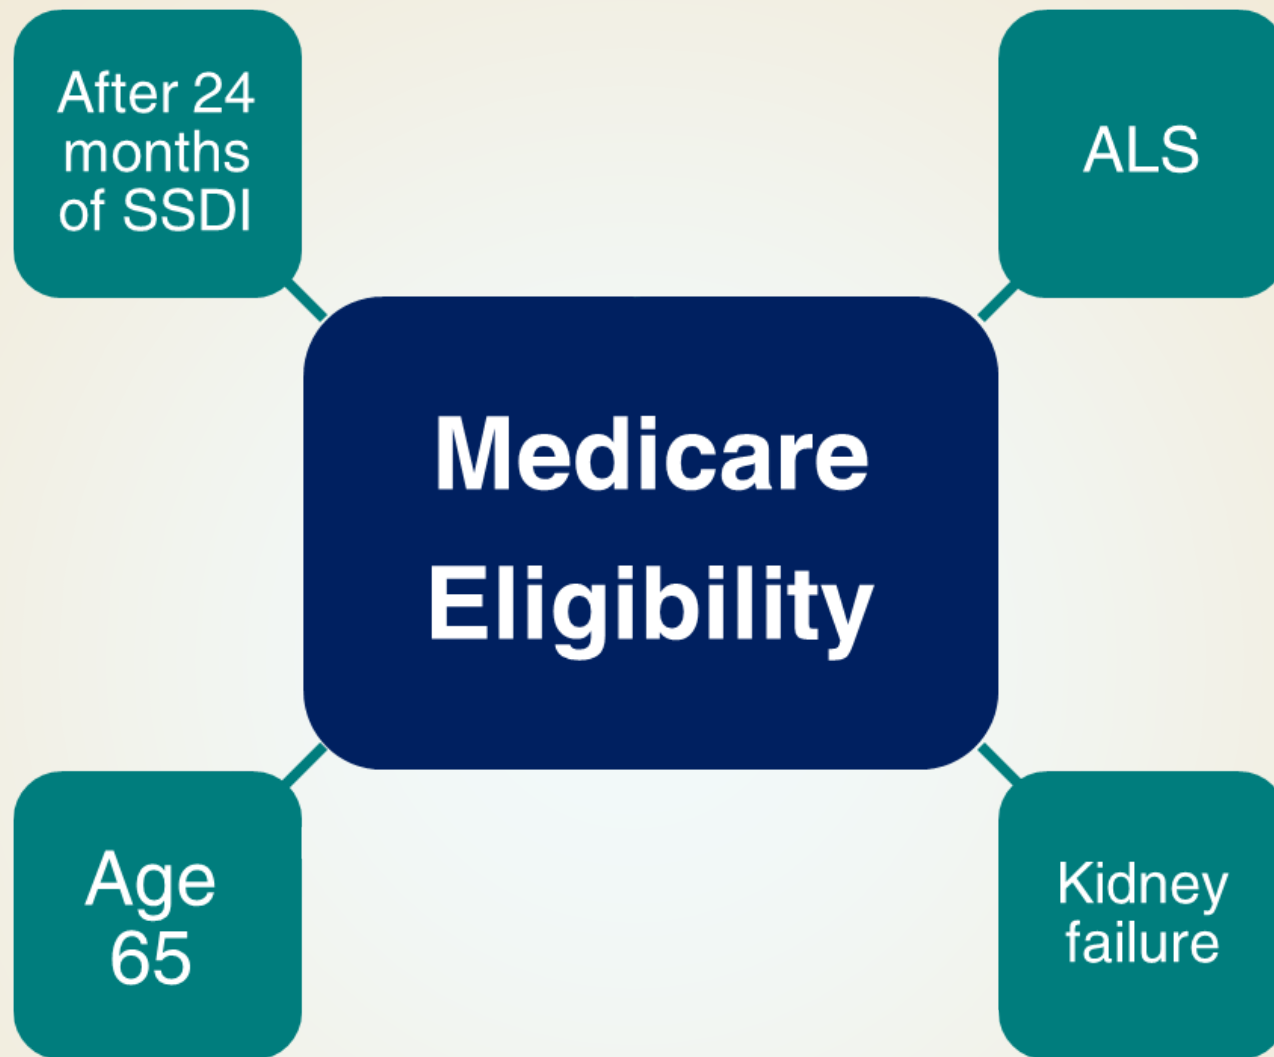 After 24
months
of SSDI
ALS
Medicare
Eligibility
Age
65
Kidney
failure